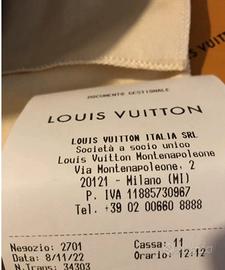 DOCUMENTO GESTIONALE
LOUIS VUITTON
LOUIS VUITTON ITALIA SRL
Società a socio unico
Louis Vuitton Montenapoleone
Via Montenapoleone, 2
20121 - Milano (MI)
P. IVA 11885730967
Tel. +39 02 00660 8888
Negozio: 2701 Cassa: 11
Data: 8/11/22 Orario: 12:12
N.Trans: 34303